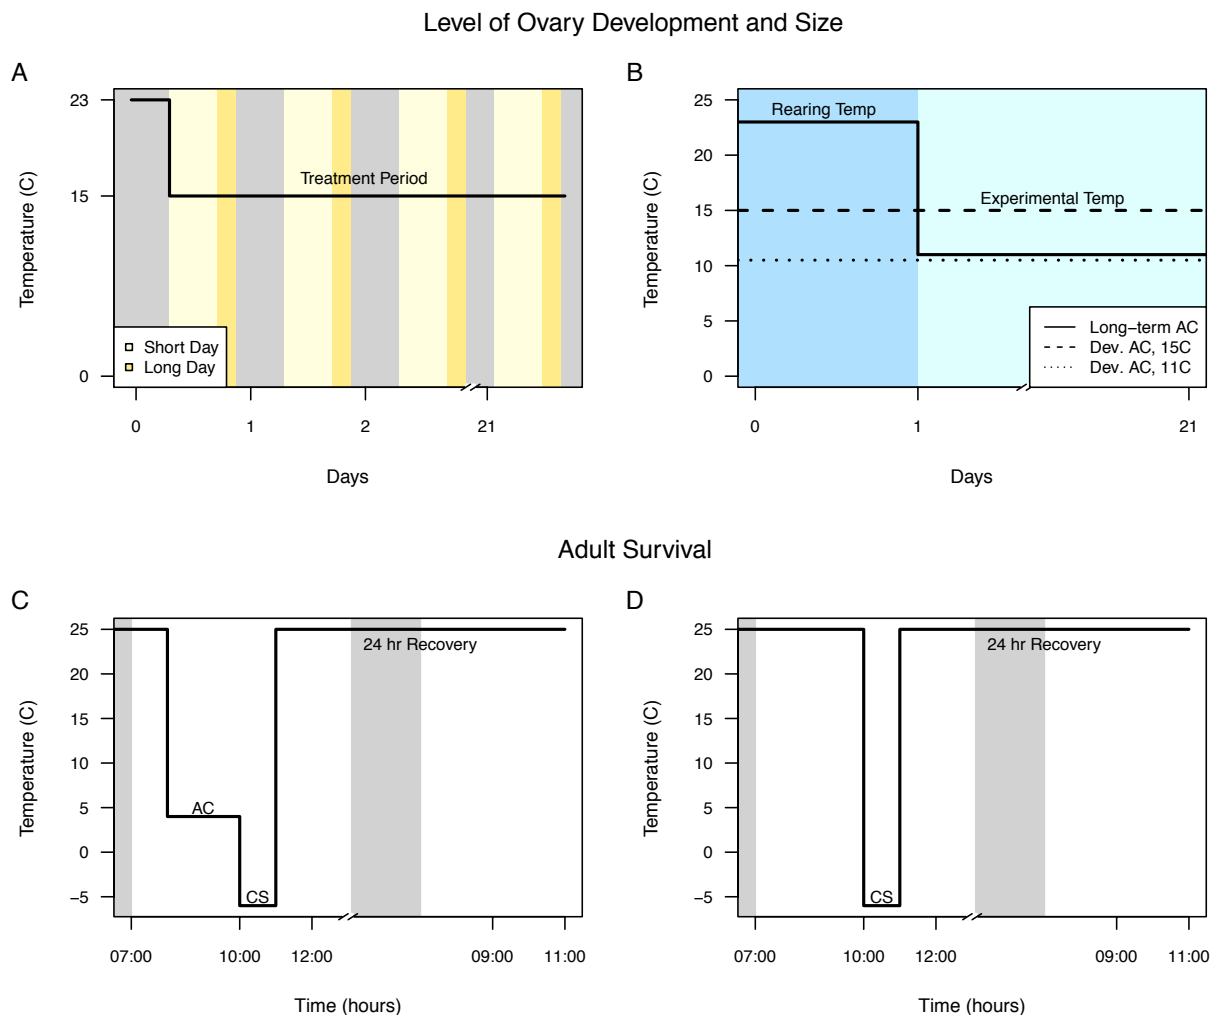 Level of Ovary Development and Size
A
Temperature (C)
23
15
0
Treatment Period
Short Day
Long Day
0 1 2 21
Days
B
Temperature (C)
25
20
15
10
5
0
Rearing Temp
Experimental Temp
Long−term AC
Dev. AC, 15C
Dev. AC, 11C
0 1 21
Days
Adult Survival
C
Temperature (C)
25
20
15
10
5
0
−5
24 hr Recovery
AC
CS
07:00 10:00 12:00 09:00 11:00
Time (hours)
D
Temperature (C)
25
20
15
10
5
0
−5
24 hr Recovery
CS
07:00 10:00 12:00 09:00 11:00
Time (hours)